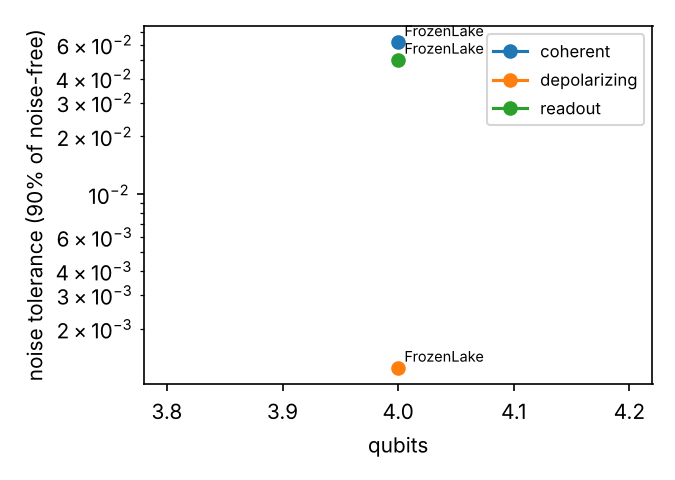 noise tolerance (90% of noise-free)
6 × 10⁻²
4 × 10⁻²
3 × 10⁻²
2 × 10⁻²
10⁻²
6 × 10⁻³
4 × 10⁻³
3 × 10⁻³
2 × 10⁻³
FrozenLake
FrozenLake
FrozenLake
coherent
depolarizing
readout
3.8 3.9 4.0 4.1 4.2
qubits